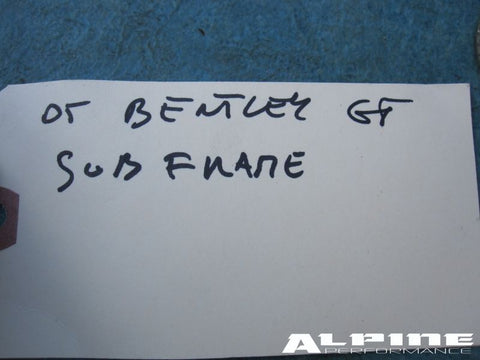 05 BENTLEY GT
SUB FRAME
ALPINE
PERFORMANCE